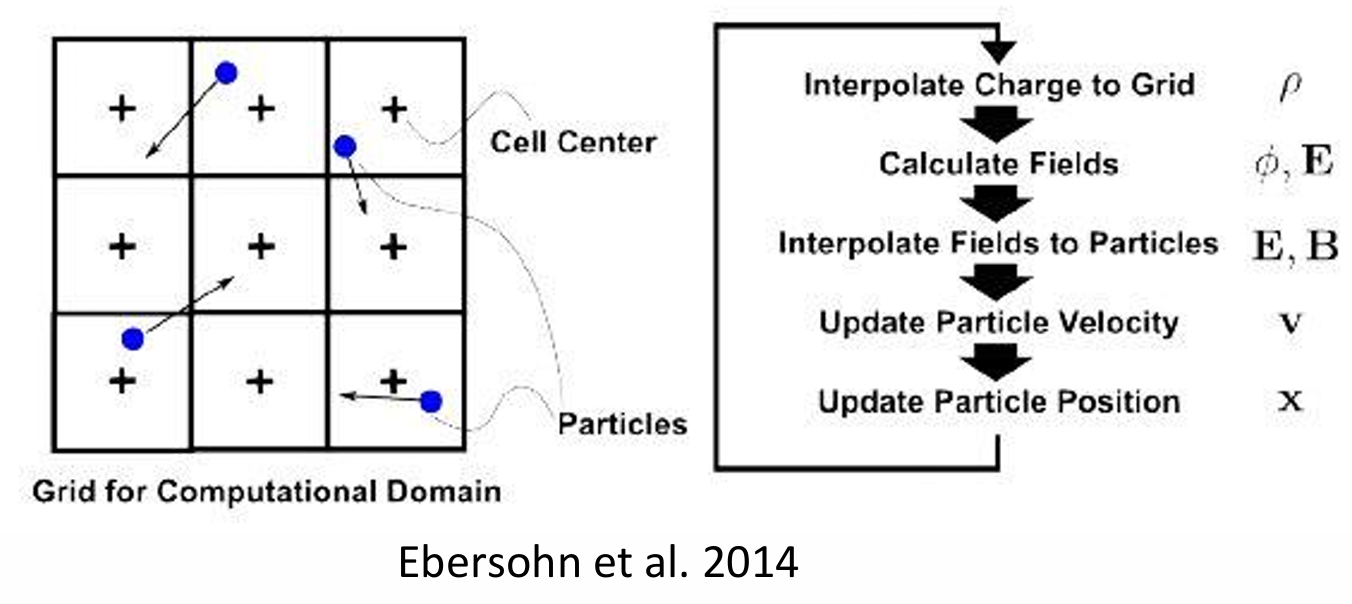 Cell Center
Particles
Grid for Computational Domain
Interpolate Charge to Grid ρ
Calculate Fields ϕ, E
Interpolate Fields to Particles E, B
Update Particle Velocity v
Update Particle Position x
Ebersohn et al. 2014